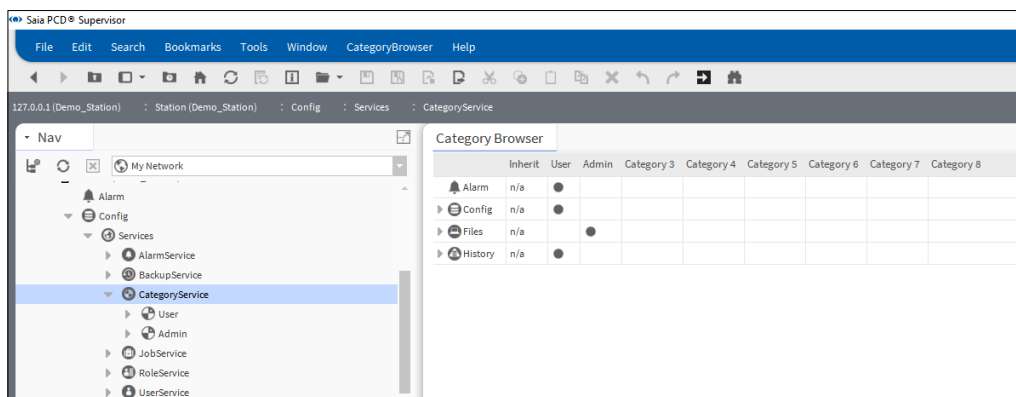 Saia PCD® Supervisor
File Edit Search Bookmarks Tools Window CategoryBrowser Help
127.0.0.1 (Demo_Station) : Station (Demo_Station) : Config : Services : CategoryService
Nav
My Network
Category Browser
Inherit User Admin Category 3 Category 4 Category 5 Category 6 Category 7 Category 8
Alarm n/a
Config n/a
Files n/a
History n/a
Alarm
Config
Services
AlarmService
BackupService
CategoryService
User
Admin
JobService
RoleService
UserService